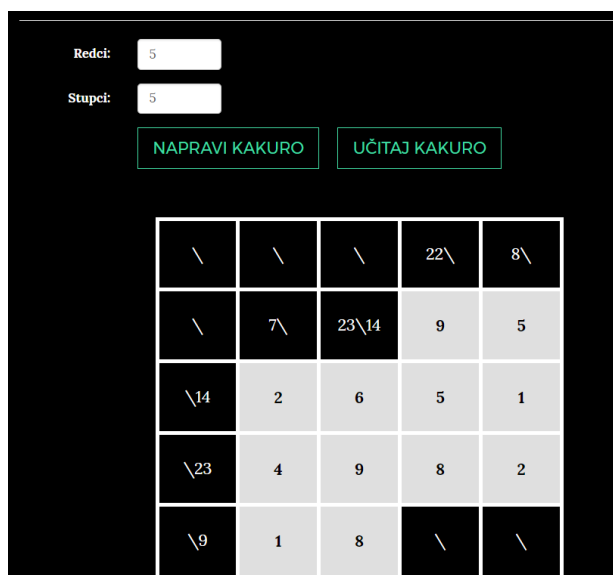 Redci: 5
Stupci: 5
NAPRAVI KAKURO UČITAJ KAKURO
\ \ \ 22\ 8\
\ 7\ 23\14 9 5
\14 2 6 5 1
\23 4 9 8 2
\9 1 8 \ \